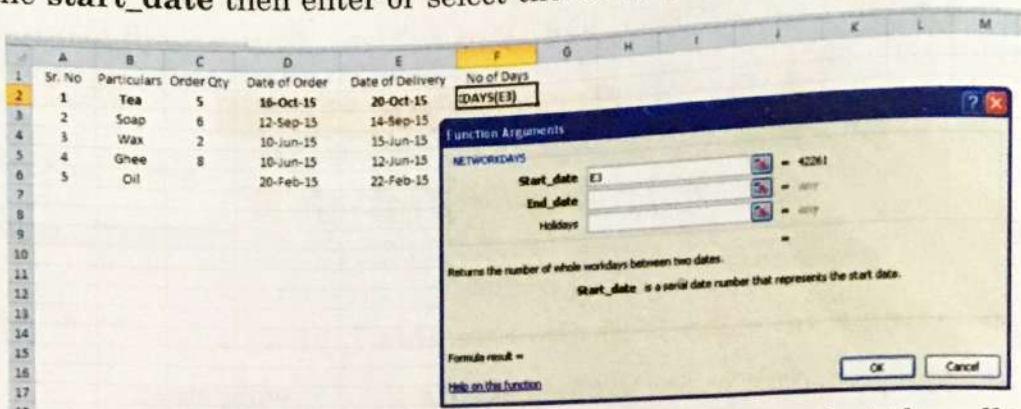 start_date then enter or select
A B C D E F G H I J K L M
1 Sr. No Particulars Order Qty Date of Order Date of Delivery No of Days
2 1 Tea 5 16-Oct-15 20-Oct-15 =DAYS(E3)
3 2 Soap 6 12-Sep-15 14-Sep-15
4 3 Wax 2 10-Jun-15 15-Jun-15
5 4 Ghee 8 10-Jun-15 12-Jun-15
6 5 Oil 20-Feb-15 22-Feb-15
7
8
9
10
11
12
13
14
15
16
17
Function Arguments
NETWORKDAYS
Start_date E3 = 42261
End_date = any
Holidays = any
=
Returns the number of whole workdays between two dates.
Start_date is a serial date number that represents the start date.
Formula result =
Help on this function OK Cancel